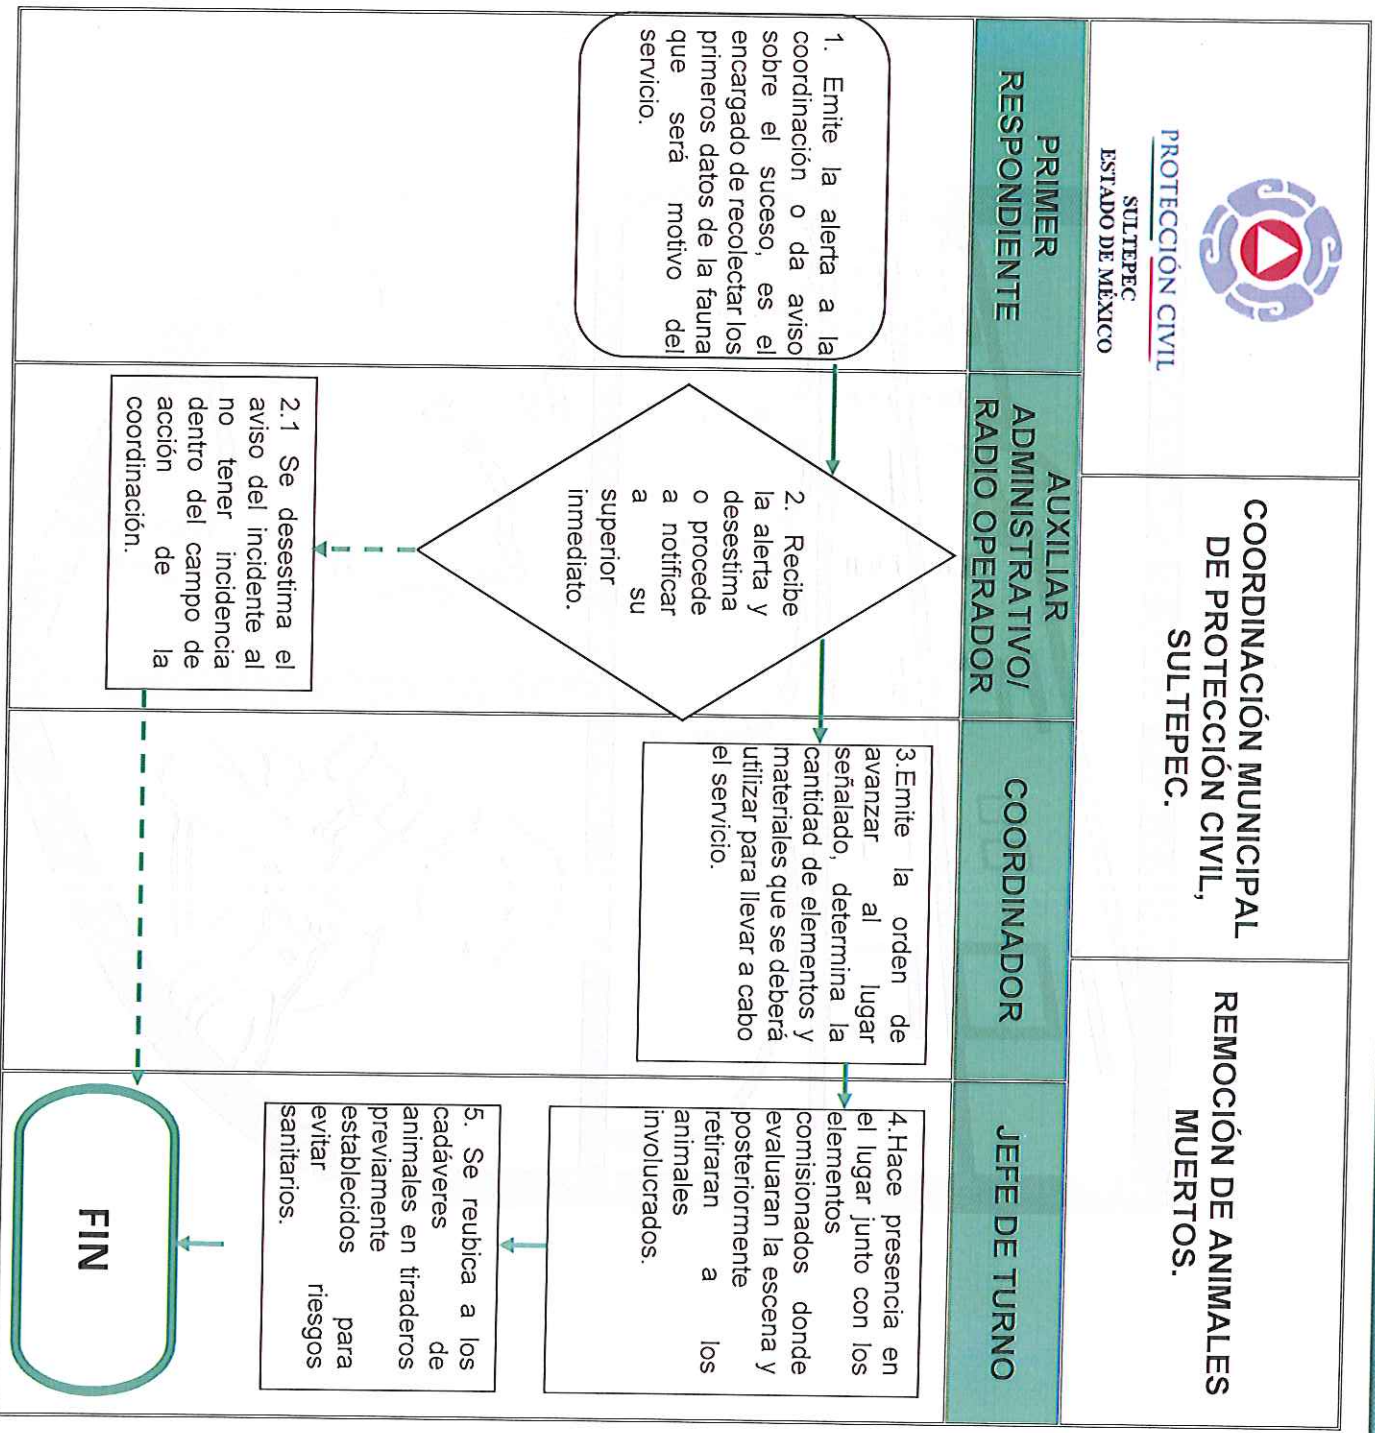 PROTECCIÓN CIVIL
SULTEPEC
ESTADO DE MÉXICO
COORDINACIÓN MUNICIPAL
DE PROTECCIÓN CIVIL,
SULTEPEC.
REMOCIÓN DE ANIMALES
MUERTOS.
PRIMER
RESPONDIENTE
AUXILIAR
ADMINISTRATIVO/
RADIO OPERADOR
COORDINADOR
JEFE DE TURNO
1. Emite la alerta a la
coordinación o da aviso
sobre el suceso, es el
encargado de recolectar los
primeros datos de la fauna
que será motivo del
servicio.
2. Recibe
la alerta y
desestima
o procede
a notificar
a su
superior
inmediato.
2.1 Se desestima el
aviso del incidente al
no tener incidencia
dentro del campo de
acción de la
coordinación.
3.Emite la orden de
avanzar al lugar
señalado, determina la
cantidad de elementos y
materiales que se deberá
utilizar para llevar a cabo
el servicio.
4.Hace presencia en
el lugar junto con los
elementos
comisionados donde
evaluaran la escena y
posteriormente
retiraran a los
animales
involucrados.
5. Se reubica a los
cadáveres de
animales en tiraderos
previamente
establecidos para
evitar riesgos
sanitarios.
FIN